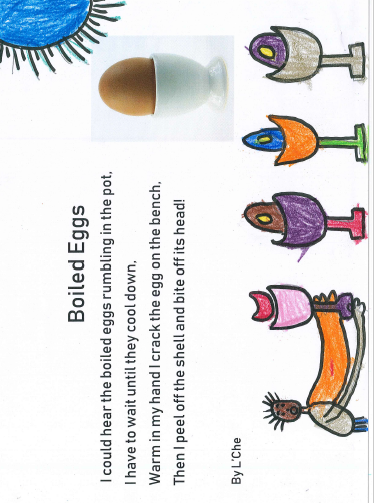 Boiled Eggs
I could hear the boiled eggs rumbling in the pot,
I have to wait until they cool down.
Warm in my hand I crack the egg on the bench.
Then I peel off the shell and bite off its head!
By L'Che